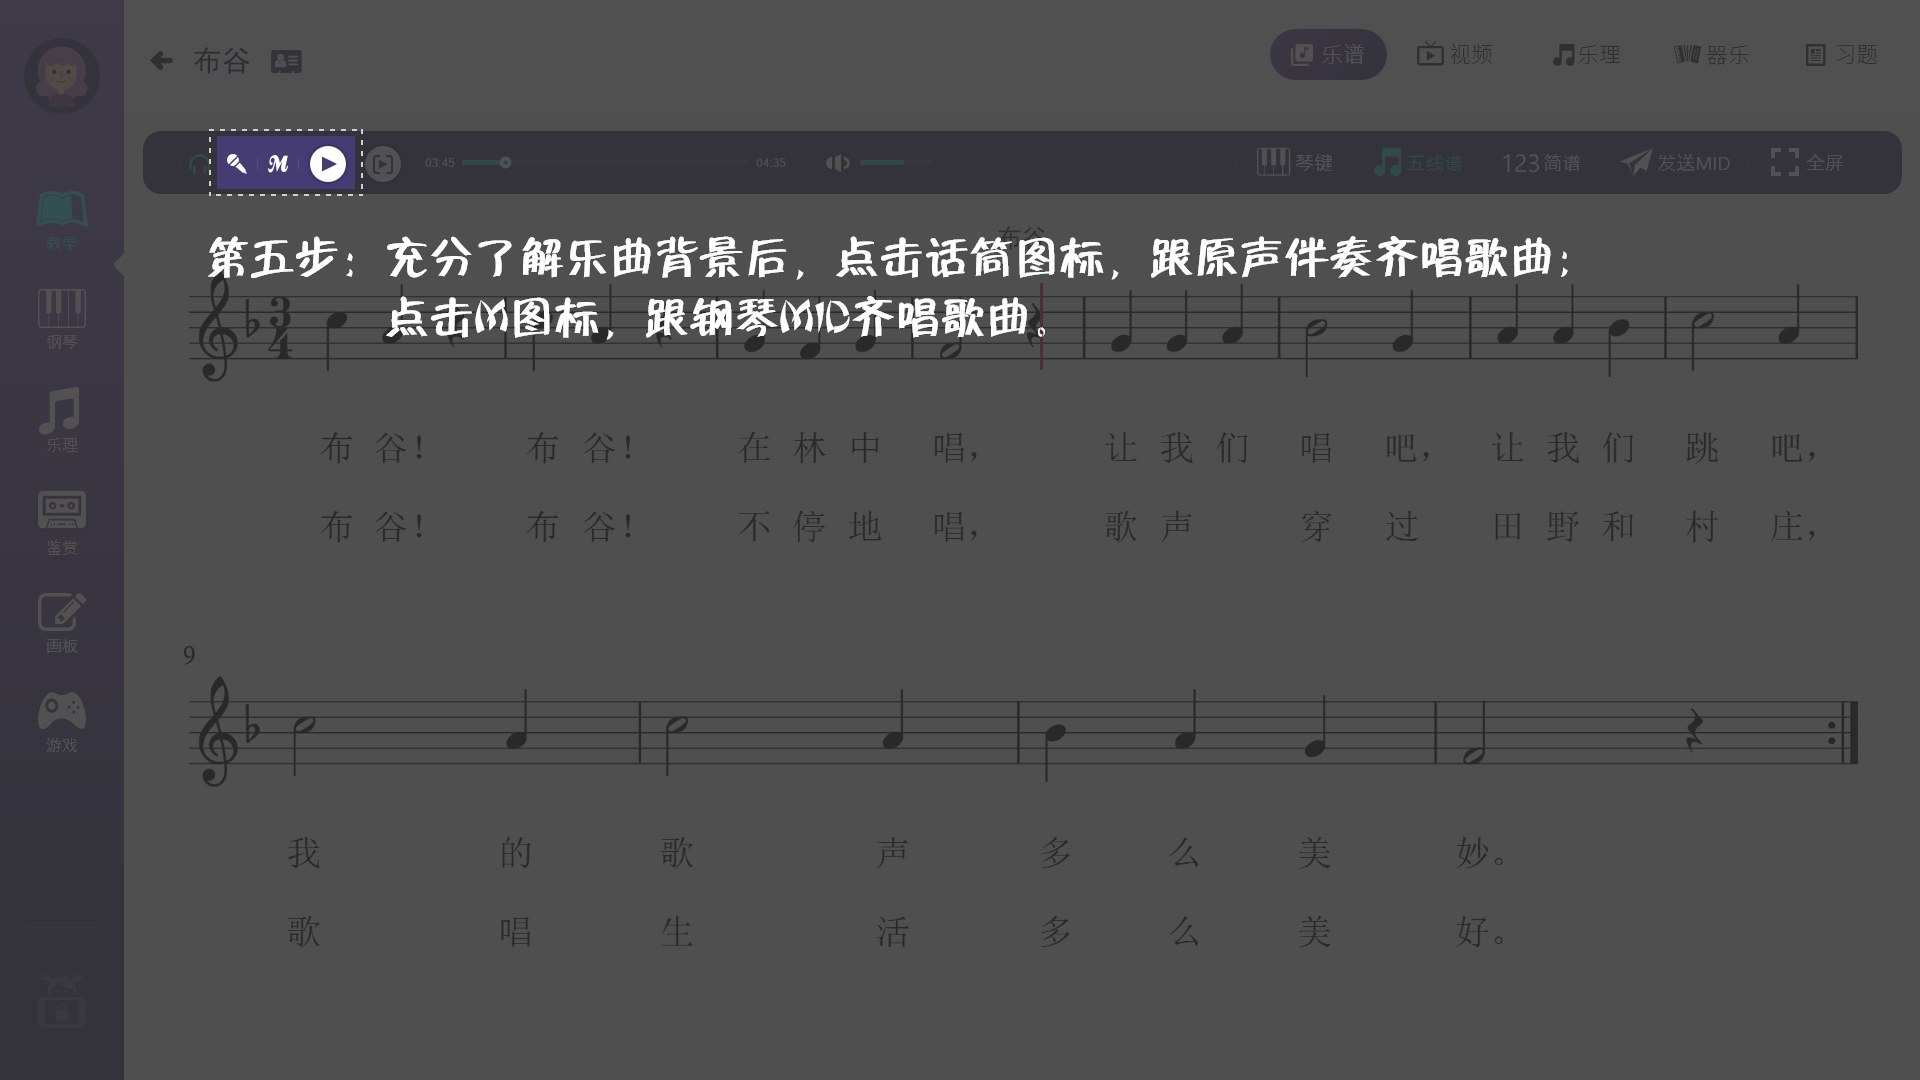 布谷
乐谱
视频
乐理
器乐
习题
M
03:45
04:35
琴键
五线谱
123 简谱
发送MID
全屏
教学
钢琴
乐理
鉴赏
画板
游戏
布谷
第五步：充分了解乐曲背景后，点击话筒图标，跟原声伴奏齐唱歌曲；
点击M图标，跟钢琴MID齐唱歌曲。
3
4
布 谷！ 布 谷！ 在 林 中 唱， 让 我 们 唱 吧， 让 我 们 跳 吧，
布 谷！ 布 谷！ 不 停 地 唱， 歌 声 穿 过 田 野 和 村 庄，
9
我 的 歌 声 多 么 美 妙。
歌 唱 生 活 多 么 美 好。